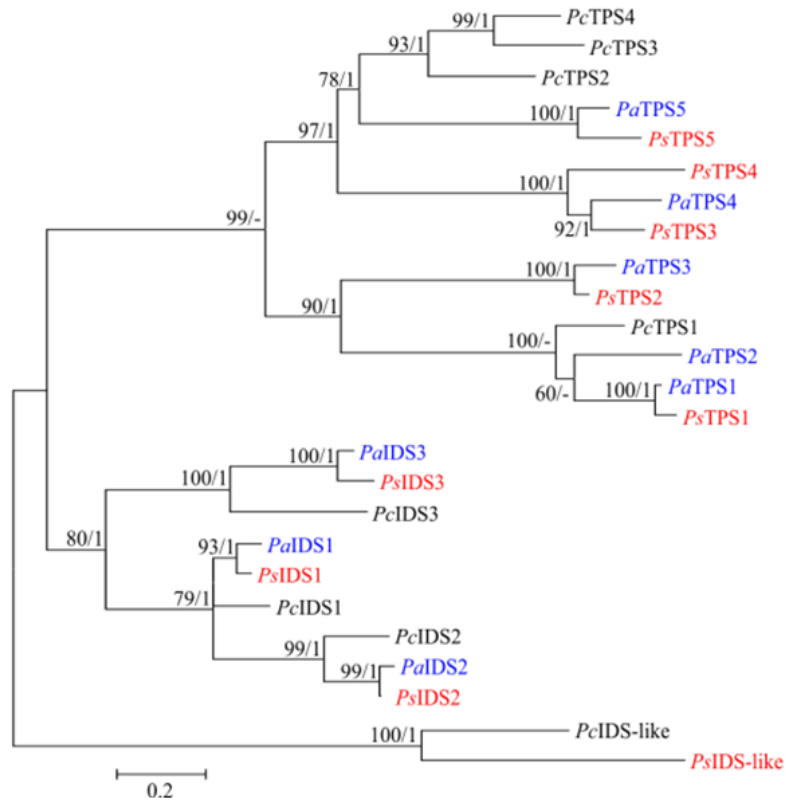 99/1 PcTPS4
93/1 PcTPS3
PcTPS2
78/1
100/1 PaTPS5
97/1 PsTPS5
PsTPS4
100/1 PaTPS4
92/1 PsTPS3
99/-
100/1 PaTPS3
PsTPS2
90/1
PcTPS1
100/-
PaTPS2
60/- 100/1 PaTPS1
PsTPS1
100/1 PaIDS3
100/1 PsIDS3
PcIDS3
80/1
93/1 PaIDS1
PsIDS1
79/1 PcIDS1
PcIDS2
99/1
99/1 PaIDS2
PsIDS2
100/1 PcIDS-like
PsIDS-like
0.2